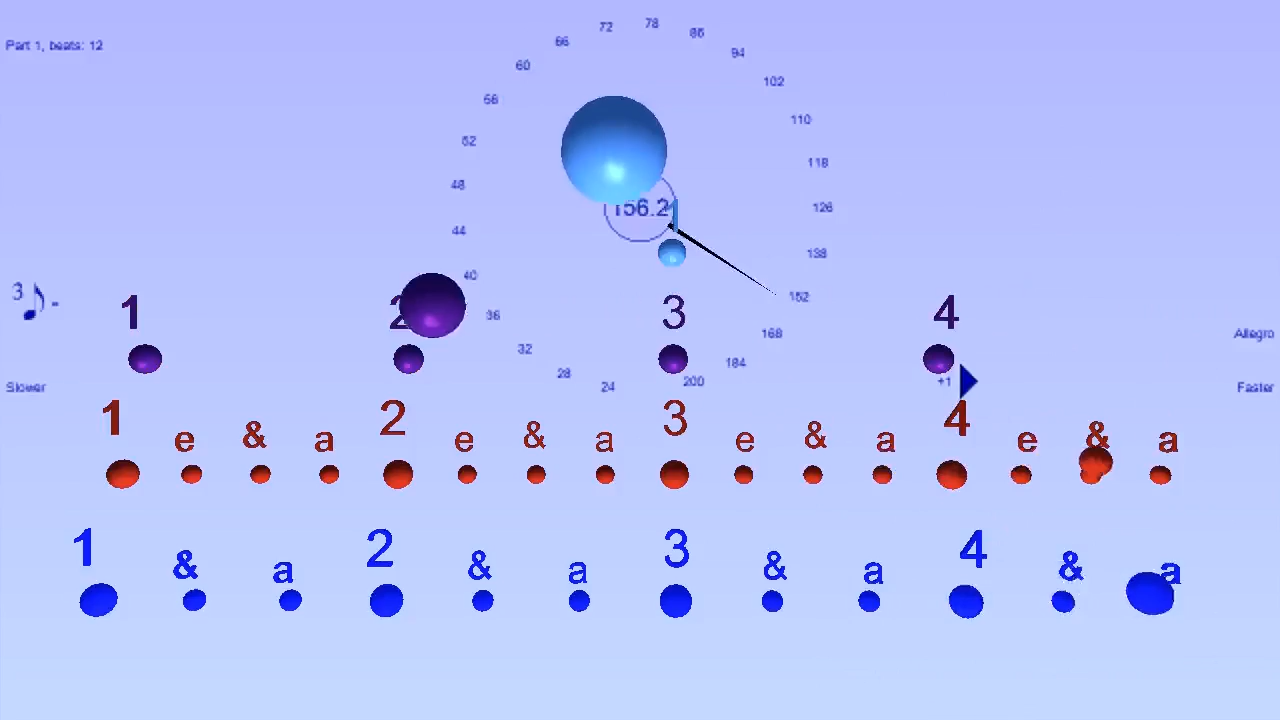 Part 1, beats: 12
72 78 86
66 94
60 102
56 110
52 118
48 126
44 138
40 152
36 168
32 184
28 24 200
156.2
1
3 -
Allegro
Slower
Faster
+1
1 2 3 4
1 e & a 2 e & a 3 e & a 4 e & a
1 & a 2 & a 3 & a 4 & a